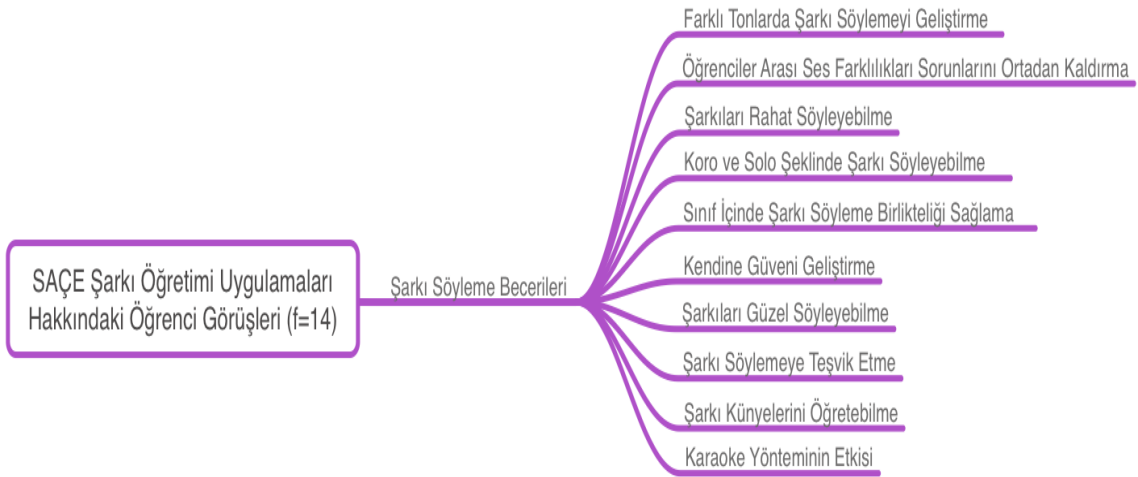 SAÇE Şarkı Öğretimi Uygulamaları
Hakkındaki Öğrenci Görüşleri (f=14)
Şarkı Söyleme Becerileri
Farklı Tonlarda Şarkı Söylemeyi Geliştirme
Öğrenciler Arası Ses Farklılıkları Sorunlarını Ortadan Kaldırma
Şarkıları Rahat Söyleyebilme
Koro ve Solo Şeklinde Şarkı Söyleyebilme
Sınıf İçinde Şarkı Söyleme Birlikteliği Sağlama
Kendine Güveni Geliştirme
Şarkıları Güzel Söyleyebilme
Şarkı Söylemeye Teşvik Etme
Şarkı Künyelerini Öğretebilme
Karaoke Yönteminin Etkisi